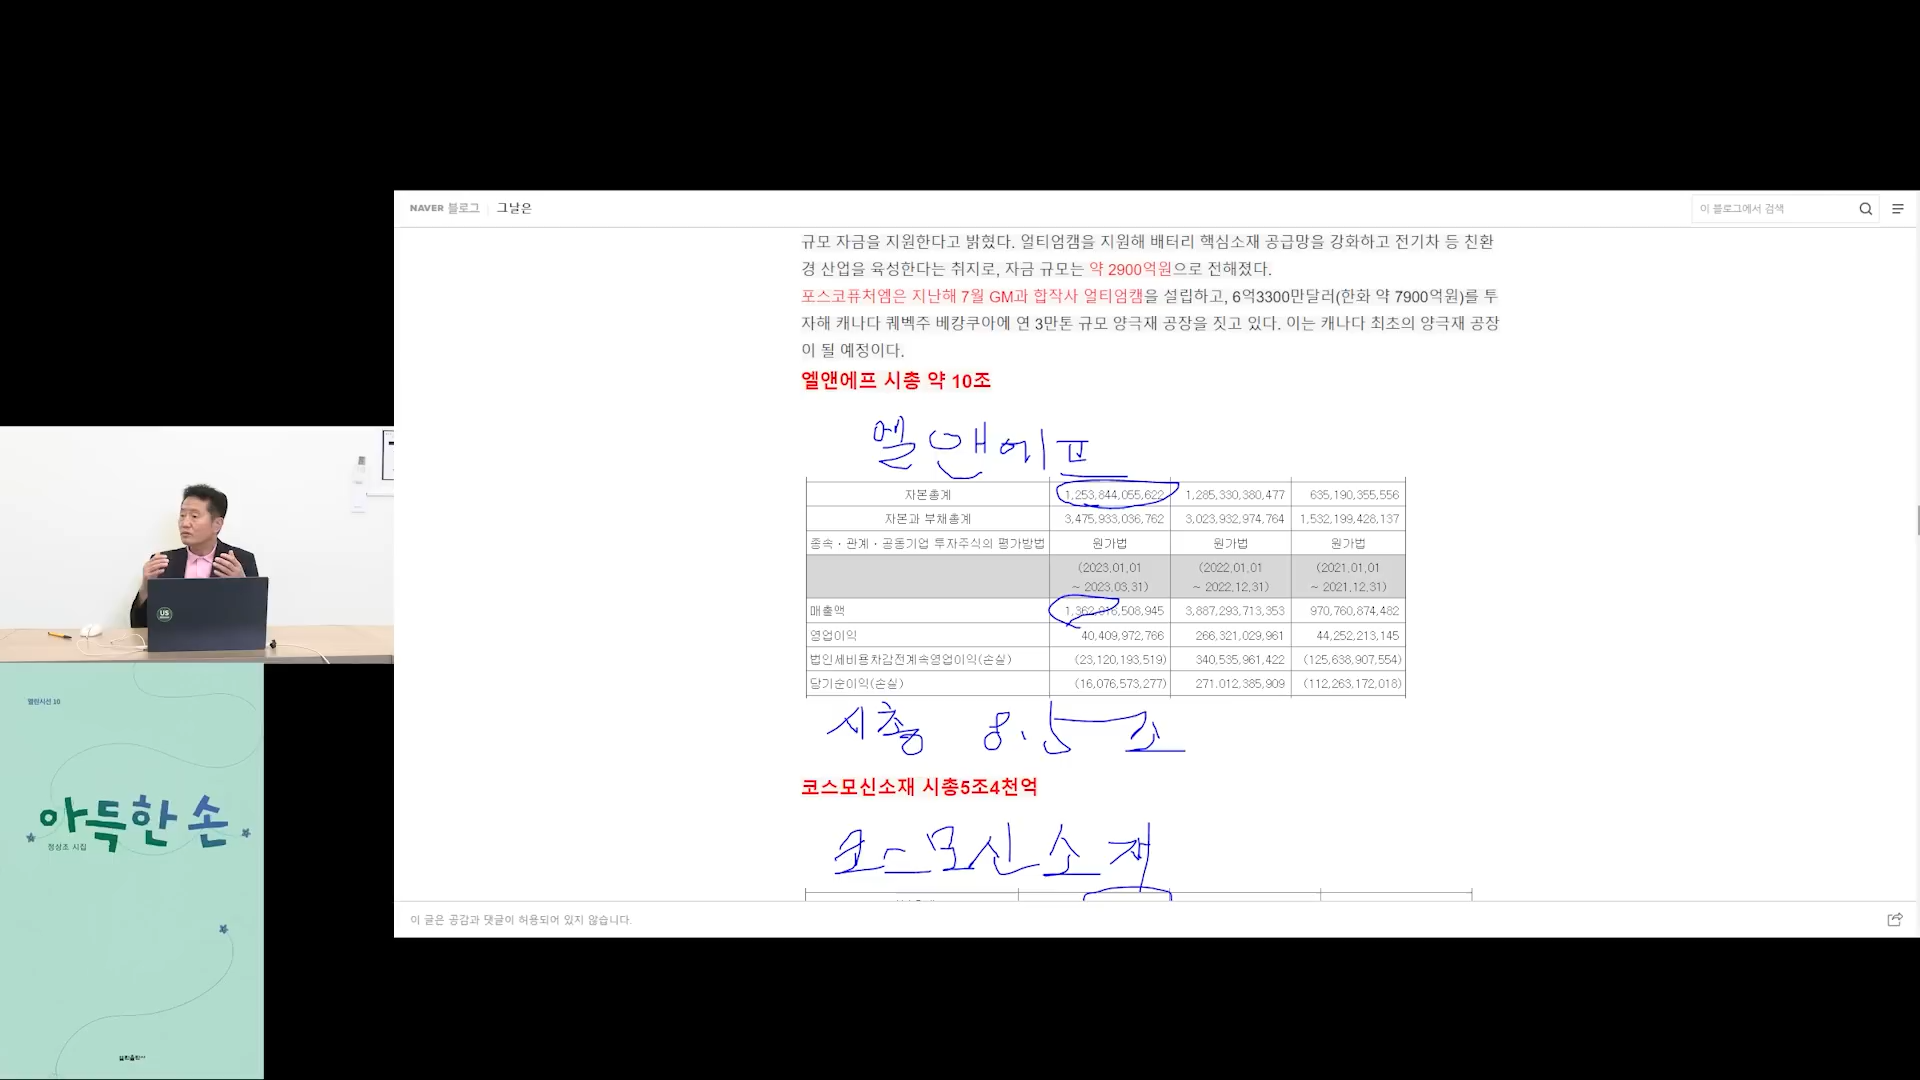 NAVER 블로그 | 그날은
이 블로그에서 검색
규모 자금을 지원한다고 밝혔다. 얼티엄캠을 지원해 배터리 핵심소재 공급망을 강화하고 전기차 등 친환
경 산업을 육성한다는 취지로, 자금 규모는 약 2900억원으로 전해졌다.
포스코퓨처엠은 지난해 7월 GM과 합작사 얼티엄캠을 설립하고, 6억3300만달러(한화 약 7900억원)를 투
자해 캐나다 퀘벡주 베캉쿠아에 연 3만톤 규모 양극재 공장을 짓고 있다. 이는 캐나다 최초의 양극재 공장
이 될 예정이다.
엘앤에프 시총 약 10조
엘앤에프
자본총계 1,253,844,055,622 1,285,330,380,477 635,190,355,556
자본과 부채총계 3,475,933,036,762 3,023,932,974,764 1,532,199,428,137
종속·관계·공동기업 투자주식의 평가방법 원가법 원가법 원가법
(2023.01.01 (2022.01.01 (2021.01.01
~ 2023.03.31) ~ 2022.12.31) ~ 2021.12.31)
매출액 1,362,916,508,945 3,887,293,713,353 970,760,874,482
영업이익 40,409,972,766 266,321,029,961 44,252,213,145
법인세비용차감전계속영업이익(손실) (23,120,193,519) 340,535,961,422 (125,638,907,554)
당기순이익(손실) (16,076,573,277) 271.012,385,909 (112,263,172,018)
시총 8.5조
코스모신소재 시총5조4천억
코스모신소재
이 글은 공감과 댓글이 허용되어 있지 않습니다.
US
열린시선 10
아득한 손
정상조 시집